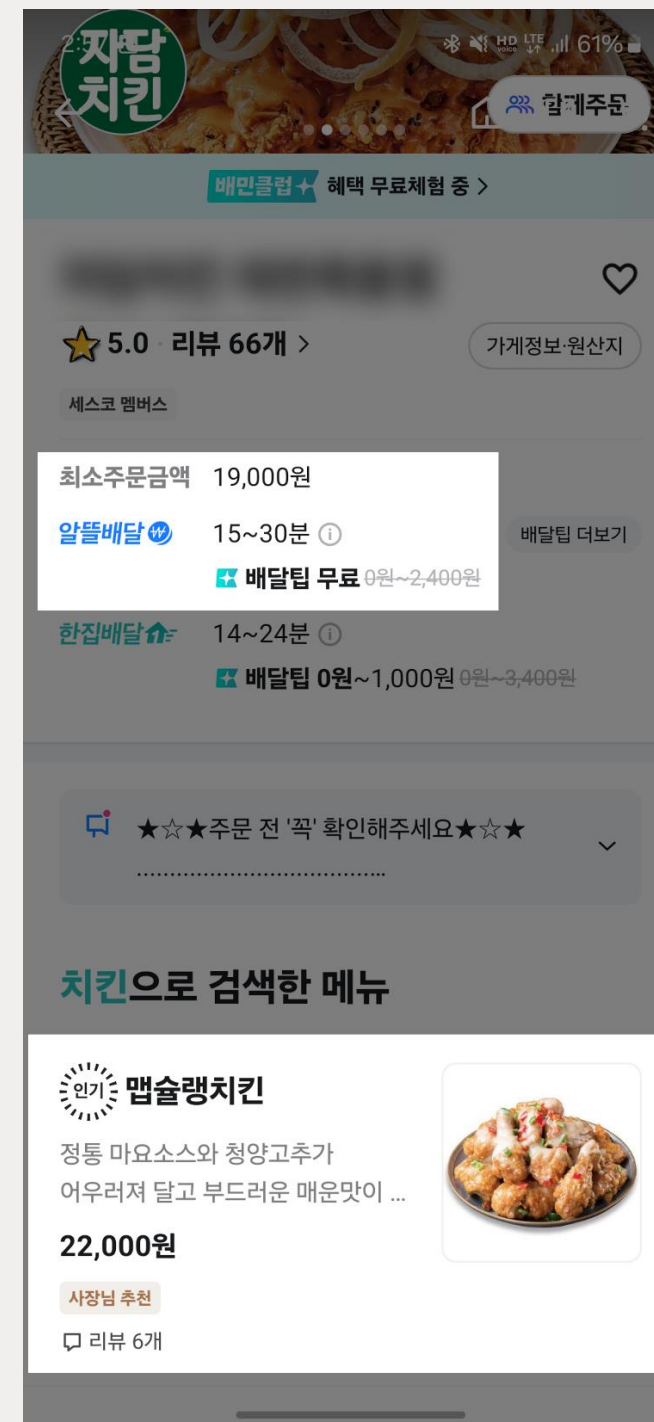 자담
치킨
HD voice LTE 61%
함께주문
배민클럽 혜택 무료체험 중 >
5.0 · 리뷰 66개 >
가게정보·원산지
세스코 멤버스
최소주문금액 19,000원
알뜰배달 15~30분
배달팁 더보기
배달팁 무료 0원~2,400원
한집배달 14~24분
배달팁 0원~1,000원 0원~3,400원
★☆★주문 전 '꼭' 확인해주세요★☆★
......................................
치킨으로 검색한 메뉴
인기 맵슐랭치킨
정통 마요소스와 청양고추가
어우러져 달고 부드러운 매운맛이 ...
22,000원
사장님 추천
리뷰 6개